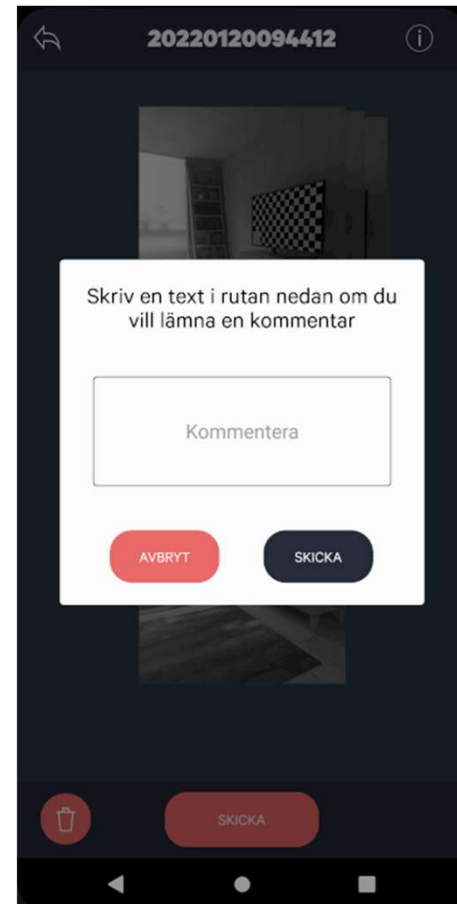 20220120094412
Skriv en text i rutan nedan om du
vill lämna en kommentar
Kommentera
AVBRYT
SKICKA
SKICKA